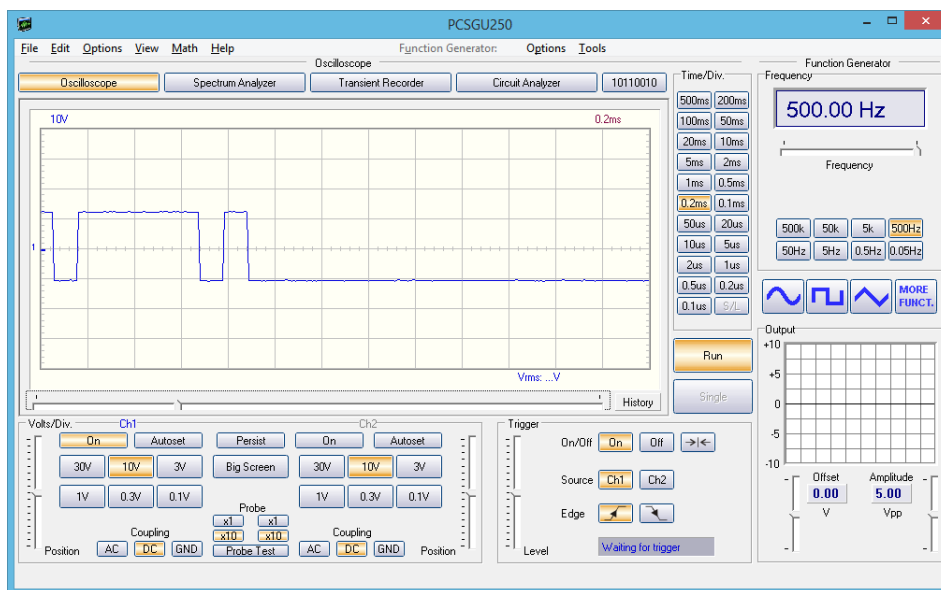 PCSGU250
File Edit Options View Math Help Function Generator: Options Tools
Oscilloscope
Oscilloscope Spectrum Analyzer Transient Recorder Circuit Analyzer 10110010
10V 0.2ms
1
Vrms: ...V
History
Time/Div.
500ms 200ms
100ms 50ms
20ms 10ms
5ms 2ms
1ms 0.5ms
0.2ms 0.1ms
50us 20us
10us 5us
2us 1us
0.5us 0.2us
0.1us S/L
Run
Single
Function Generator
Frequency
500.00 Hz
Frequency
500k 50k 5k 500Hz
50Hz 5Hz 0.5Hz 0.05Hz
MORE
FUNCT.
Output
+10
+5
0
-5
-10
Offset Amplitude
0.00 5.00
V Vpp
Volts/Div. Ch1 Ch2
On Autoset Persist On Autoset
30V 10V 3V Big Screen 30V 10V 3V
1V 0.3V 0.1V 1V 0.3V 0.1V
Probe
x1 x1
x10 x10
Probe Test
Coupling Coupling
Position AC DC GND AC DC GND Position
Trigger
On/Off On Off
Source Ch1 Ch2
Edge
Level Waiting for trigger